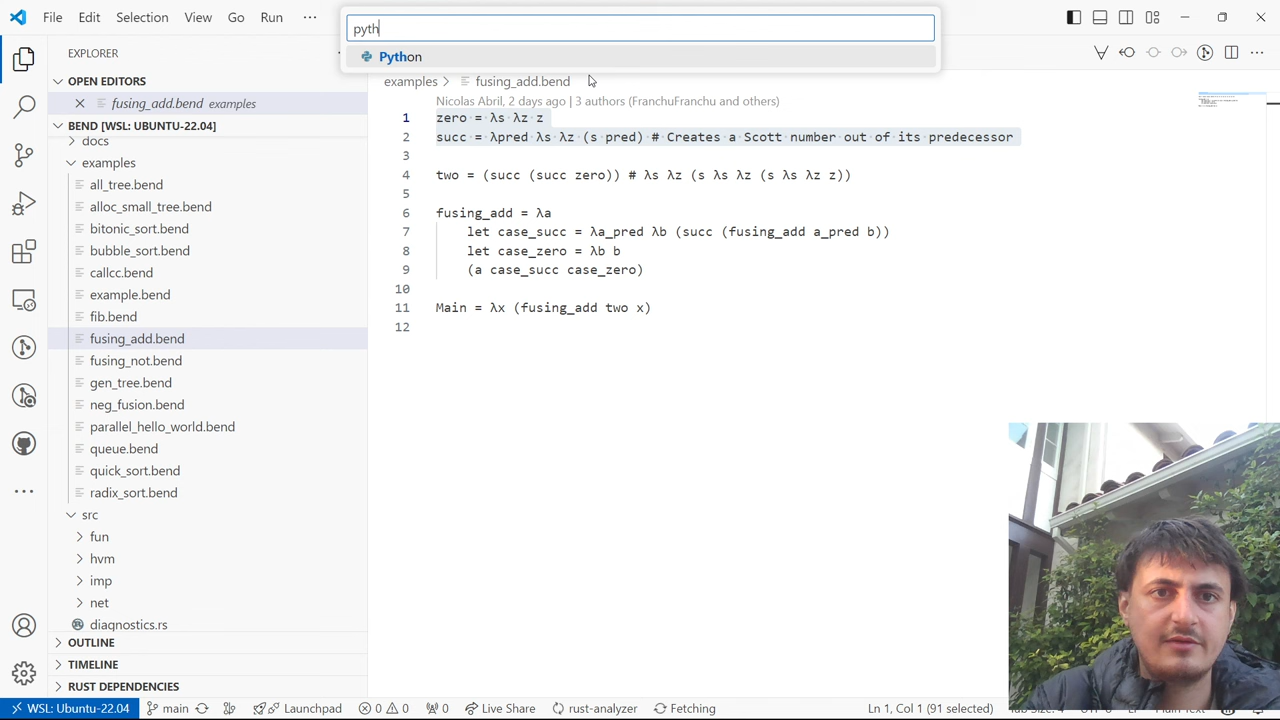 File Edit Selection View Go Run ···
pyth
Python
EXPLORER
OPEN EDITORS
fusing_add.bend examples
BEND [WSL: UBUNTU-22.04]
docs
examples
all_tree.bend
alloc_small_tree.bend
bitonic_sort.bend
bubble_sort.bend
callcc.bend
example.bend
fib.bend
fusing_add.bend
fusing_not.bend
gen_tree.bend
neg_fusion.bend
parallel_hello_world.bend
queue.bend
quick_sort.bend
radix_sort.bend
src
fun
hvm
imp
net
diagnostics.rs
OUTLINE
TIMELINE
RUST DEPENDENCIES
examples > fusing_add.bend
Nicolas Abril, 2 days ago | 3 authors (FranchuFranchu and others)
1 zero = λs λz z
2 succ = λpred λs λz (s pred) # Creates a Scott number out of its predecessor
3
4 two = (succ (succ zero)) # λs λz (s λs λz (s λs λz z))
5
6 fusing_add = λa
7 let case_succ = λa_pred λb (succ (fusing_add a_pred b))
8 let case_zero = λb b
9 (a case_succ case_zero)
10
11 Main = λx (fusing_add two x)
12
WSL: Ubuntu-22.04 main Launchpad 0 0 0 Live Share rust-analyzer Fetching Ln 1, Col 1 (91 selected)